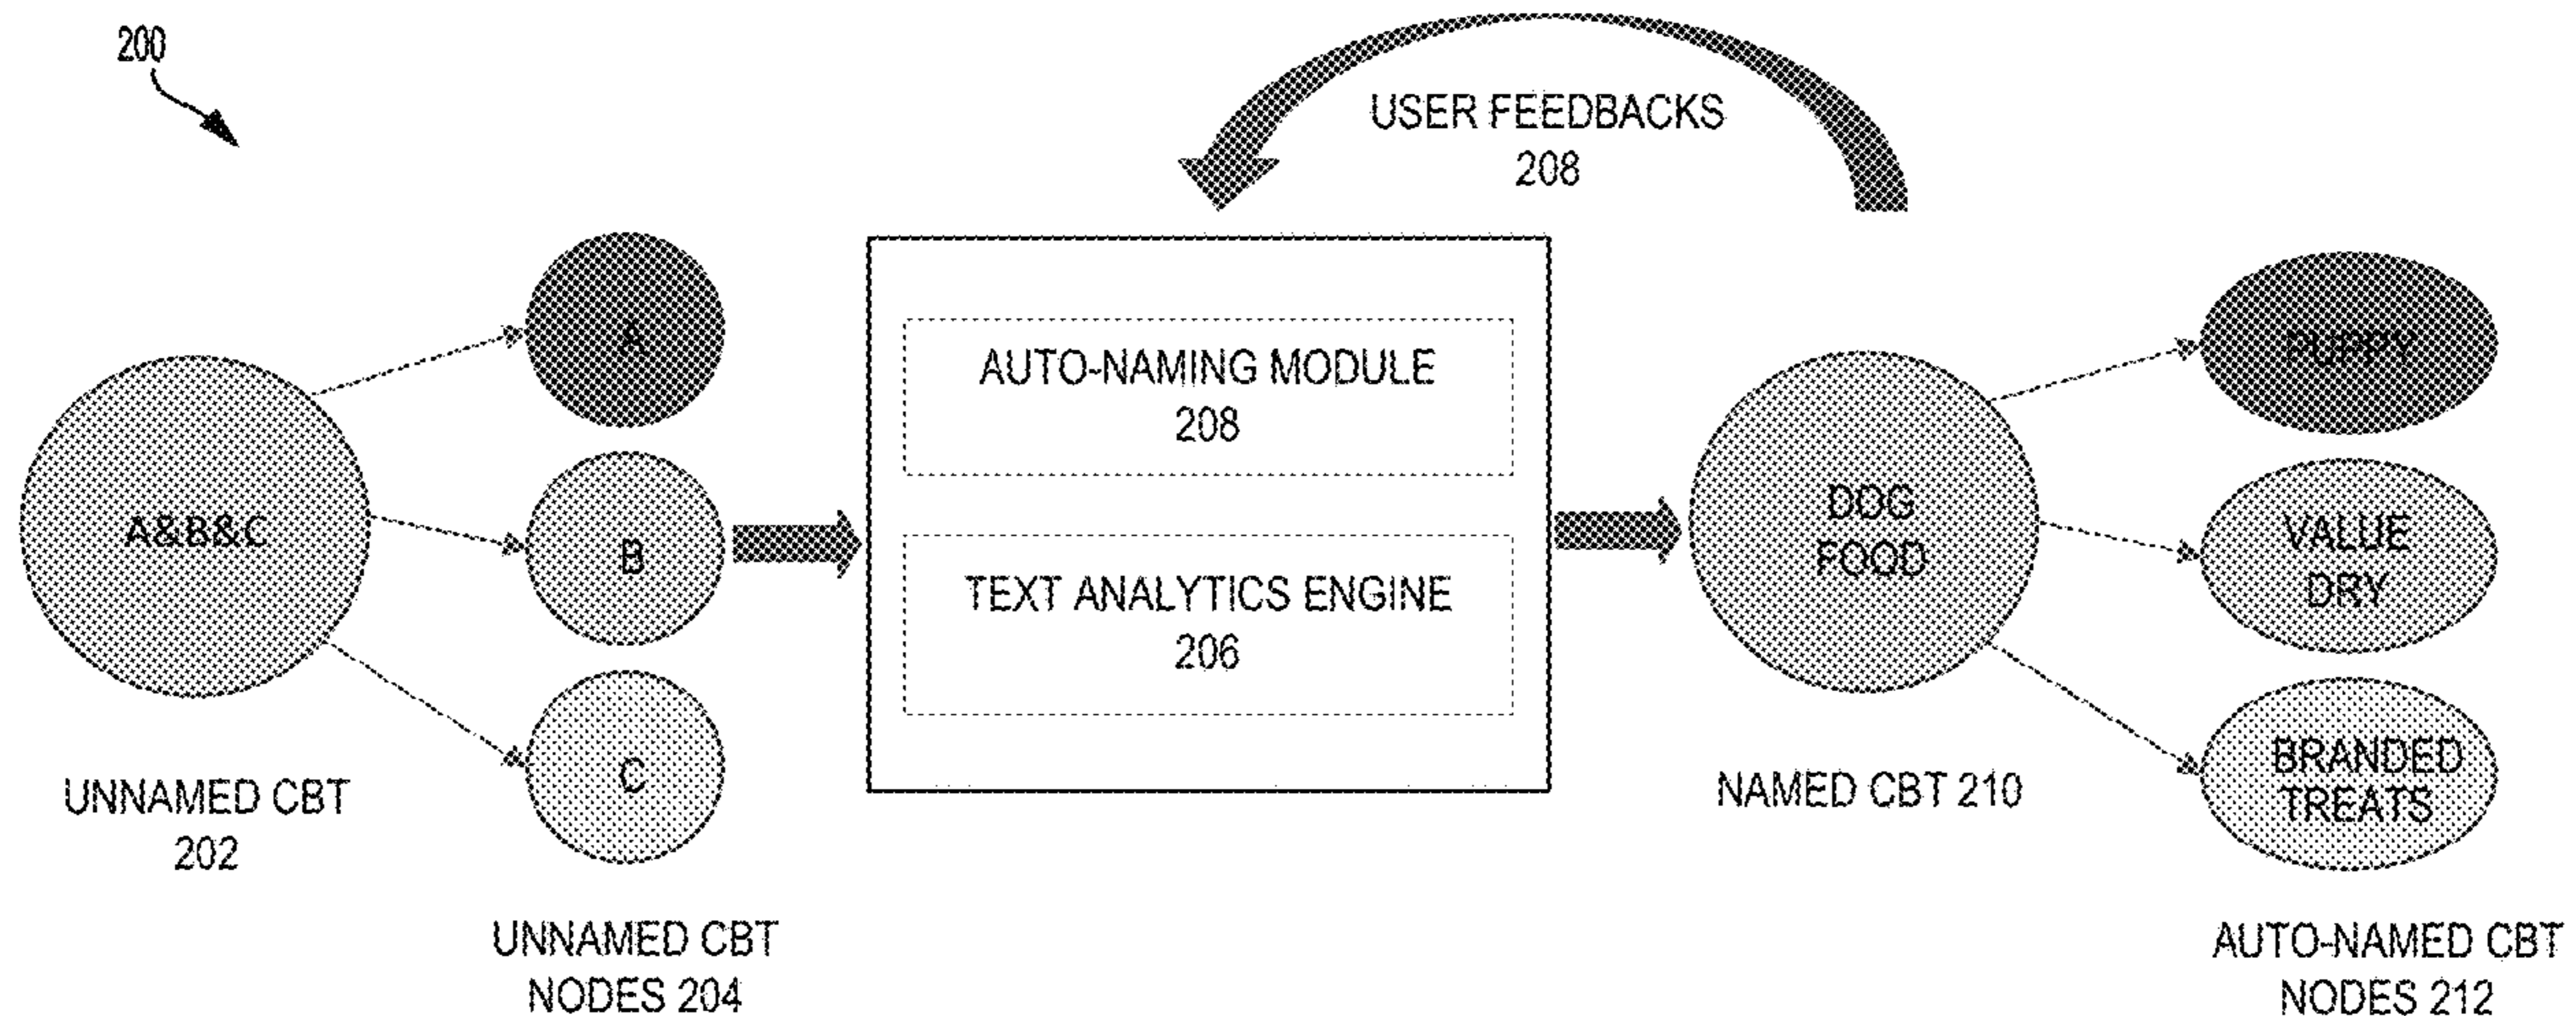 200
USER FEEDBACKS
208
A
A&B&C
B
C
AUTO-NAMING MODULE
208
TEXT ANALYTICS ENGINE
206
DOG
FOOD
PUPPY
VALUE
DRY
BRANDED
TREATS
UNNAMED CBT
202
UNNAMED CBT
NODES 204
NAMED CBT 210
AUTO-NAMED CBT
NODES 212